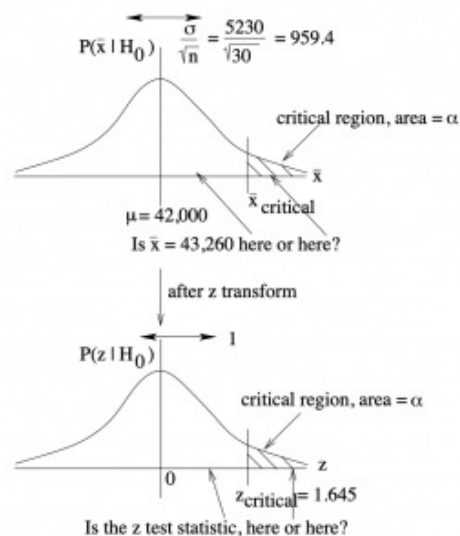 P(x̄ | H₀) σ/√n = 5230/√30 = 959.4
critical region, area = α
x̄
μ = 42,000
x̄ critical
Is x̄ = 43,260 here or here?
after z transform
1
P(z | H₀)
critical region, area = α
z
0
z critical = 1.645
Is the z test statistic, here or here?